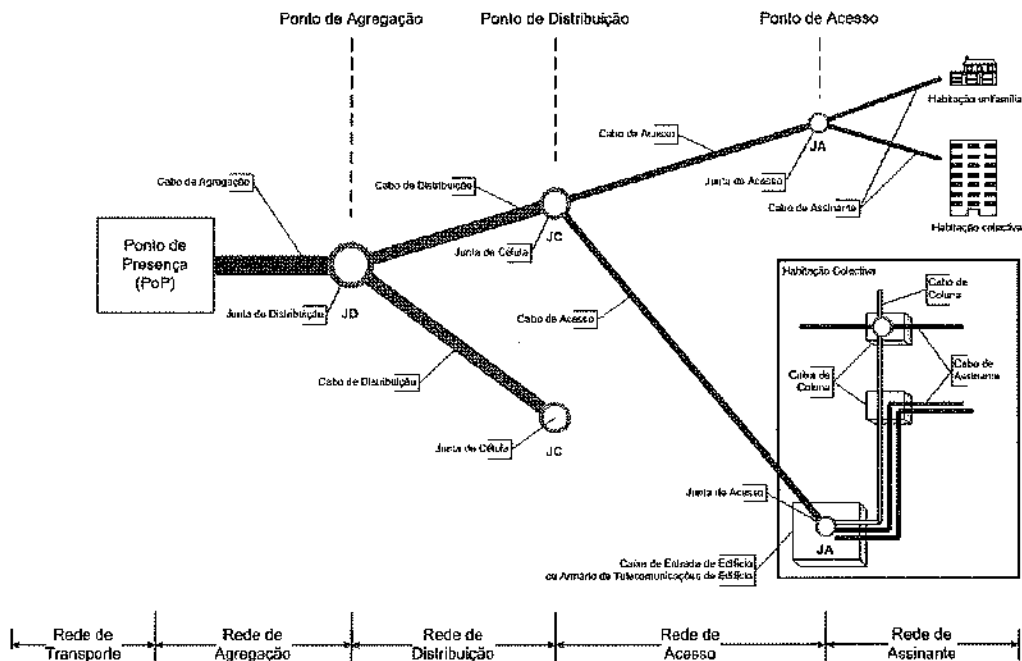 Ponto de Agregação
Ponto de Distribuição
Ponto de Acesso
Habitação unifamília
Cabo de Acesso
JA
Junta de Acesso
Cabo de Agregação
Cabo de Distribuição
Cabo de Assinante
Habitação colectiva
JC
Ponto de
Presença
(PoP)
Junta de Célula
Habitação Colectiva
Cabo de
Coluna
Junta de Distribuição
JD
Cabo de Acesso
Caixa de
Coluna
Cabo de
Assinante
Cabo de Distribuição
Junta de Célula
JC
Junta de Acesso
JA
Caixa de Entrada de Edifício
ou Armário de Telecomunicações de Edifício
Rede de
Transporte
Rede de
Agregação
Rede de
Distribuição
Rede de
Acesso
Rede de
Assinante